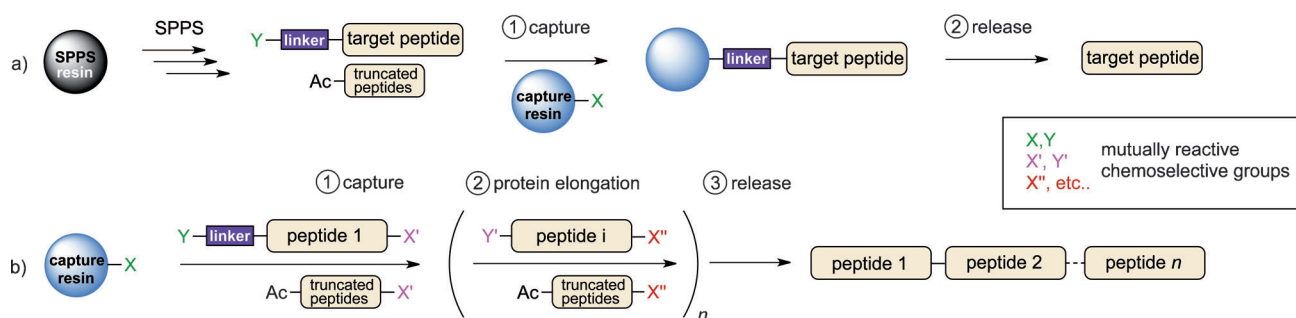 a)
SPPS resin
SPPS
Y-linker-target peptide
Ac-truncated peptides
① capture
capture resin-X
linker-target peptide
② release
target peptide
X,Y
X', Y'
X'', etc..
mutually reactive
chemoselective groups
b)
capture resin-X
① capture
Y-linker-peptide 1-X'
Ac-truncated peptides-X'
② protein elongation
Y'-peptide i-X''
Ac-truncated peptides-X''
n
③ release
peptide 1-peptide 2---peptide n